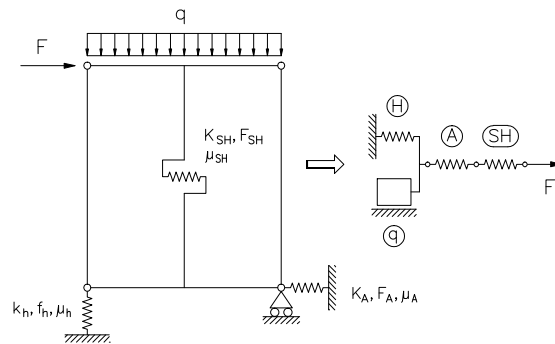 q
F
K_SH, F_SH
μ_SH
k_h, f_h, μ_h
K_A, F_A, μ_A
H
A
SH
F
q